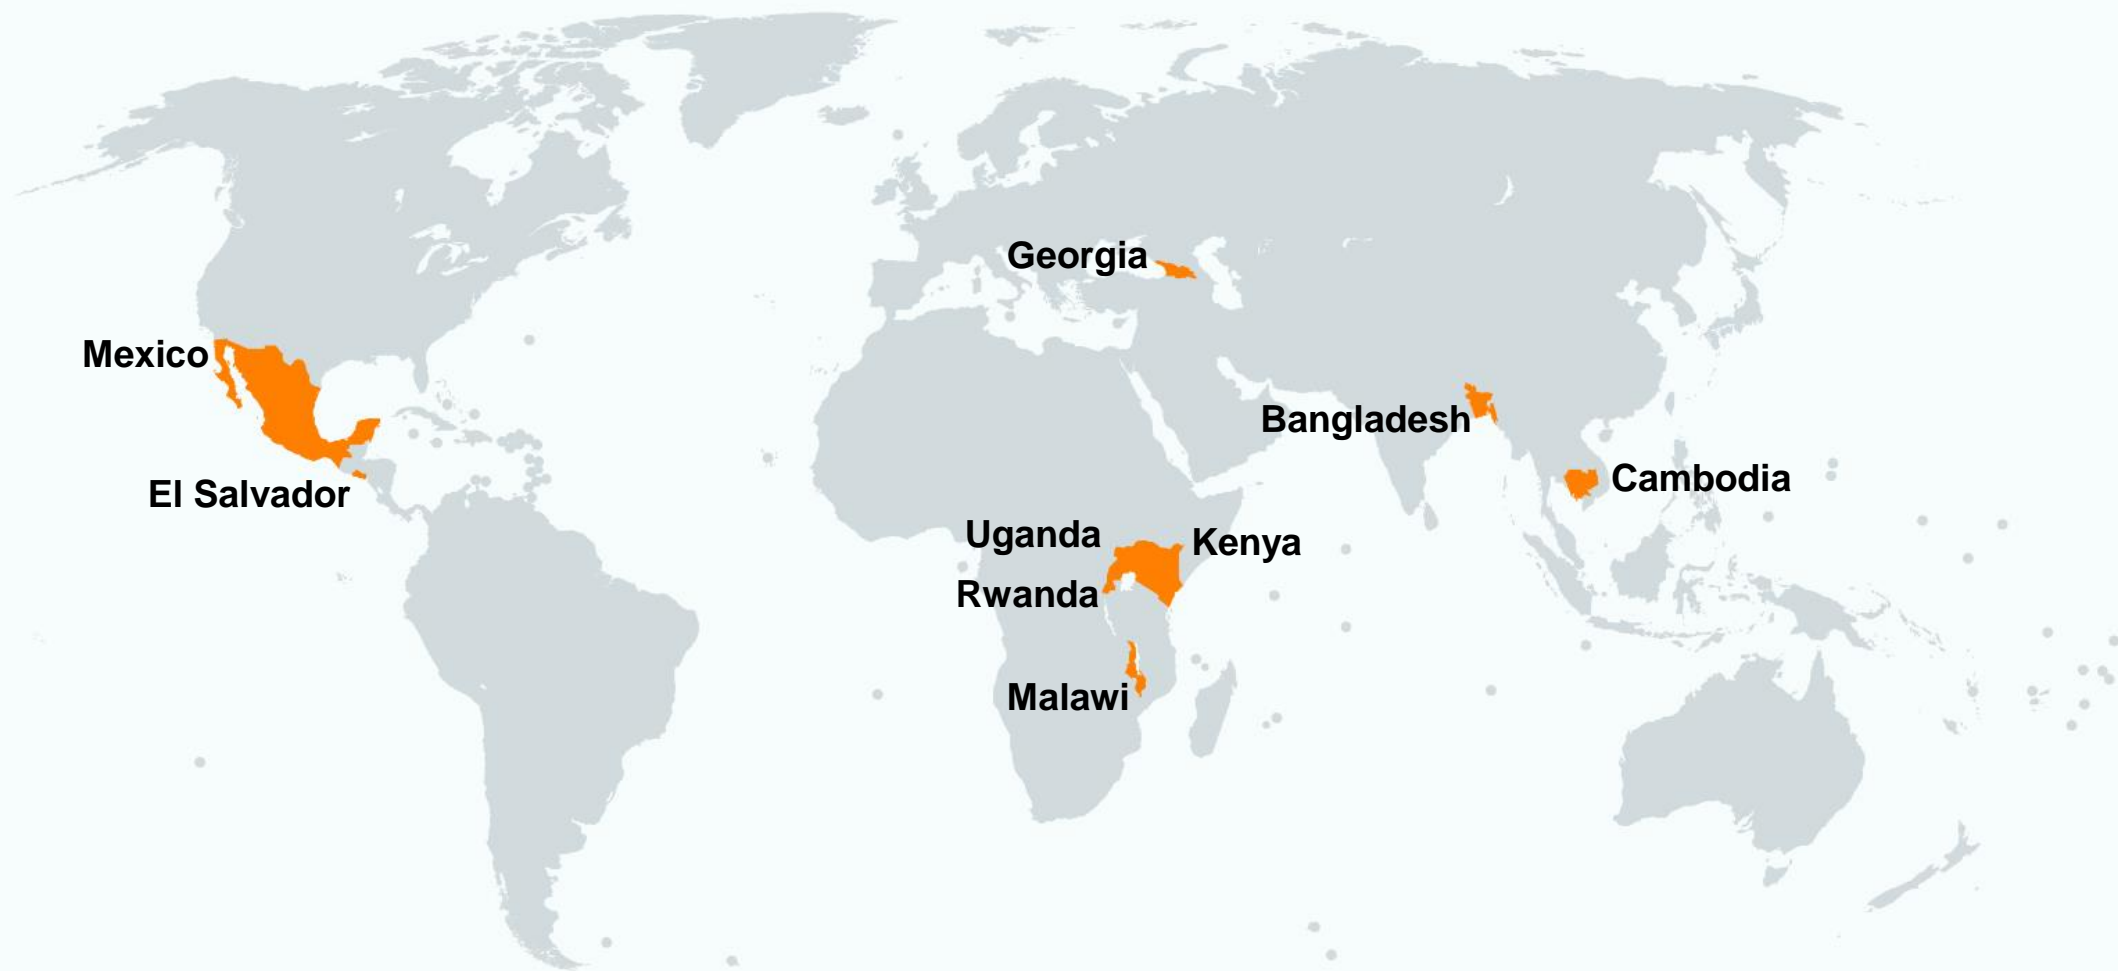 Georgia
Mexico
Bangladesh
Cambodia
El Salvador
Uganda
Kenya
Rwanda
Malawi